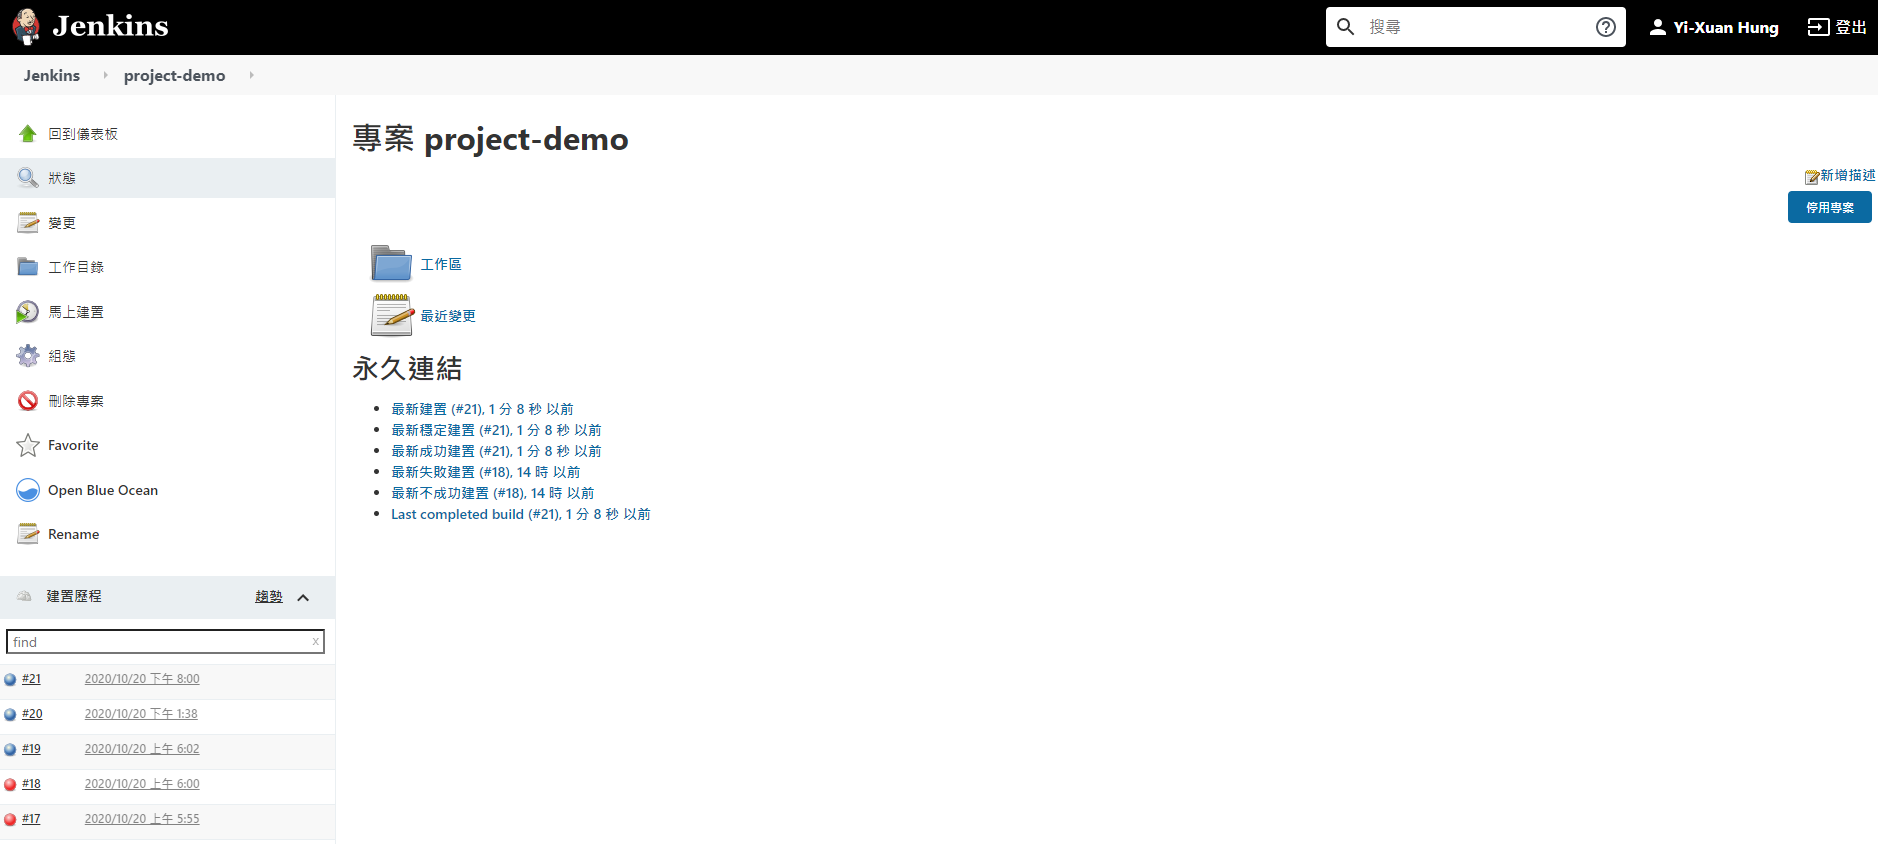 Jenkins
搜尋
Yi-Xuan Hung
登出
Jenkins
project-demo
回到儀表板
狀態
變更
工作目錄
馬上建置
組態
刪除專案
Favorite
Open Blue Ocean
Rename
建置歷程 趨勢
find x
#21 2020/10/20 下午 8:00
#20 2020/10/20 下午 1:38
#19 2020/10/20 上午 6:02
#18 2020/10/20 上午 6:00
#17 2020/10/20 上午 5:55
專案 project-demo
新增描述
停用專案
工作區
最近變更
永久連結
最新建置 (#21), 1 分 8 秒 以前
最新穩定建置 (#21), 1 分 8 秒 以前
最新成功建置 (#21), 1 分 8 秒 以前
最新失敗建置 (#18), 14 時 以前
最新不成功建置 (#18), 14 時 以前
Last completed build (#21), 1 分 8 秒 以前